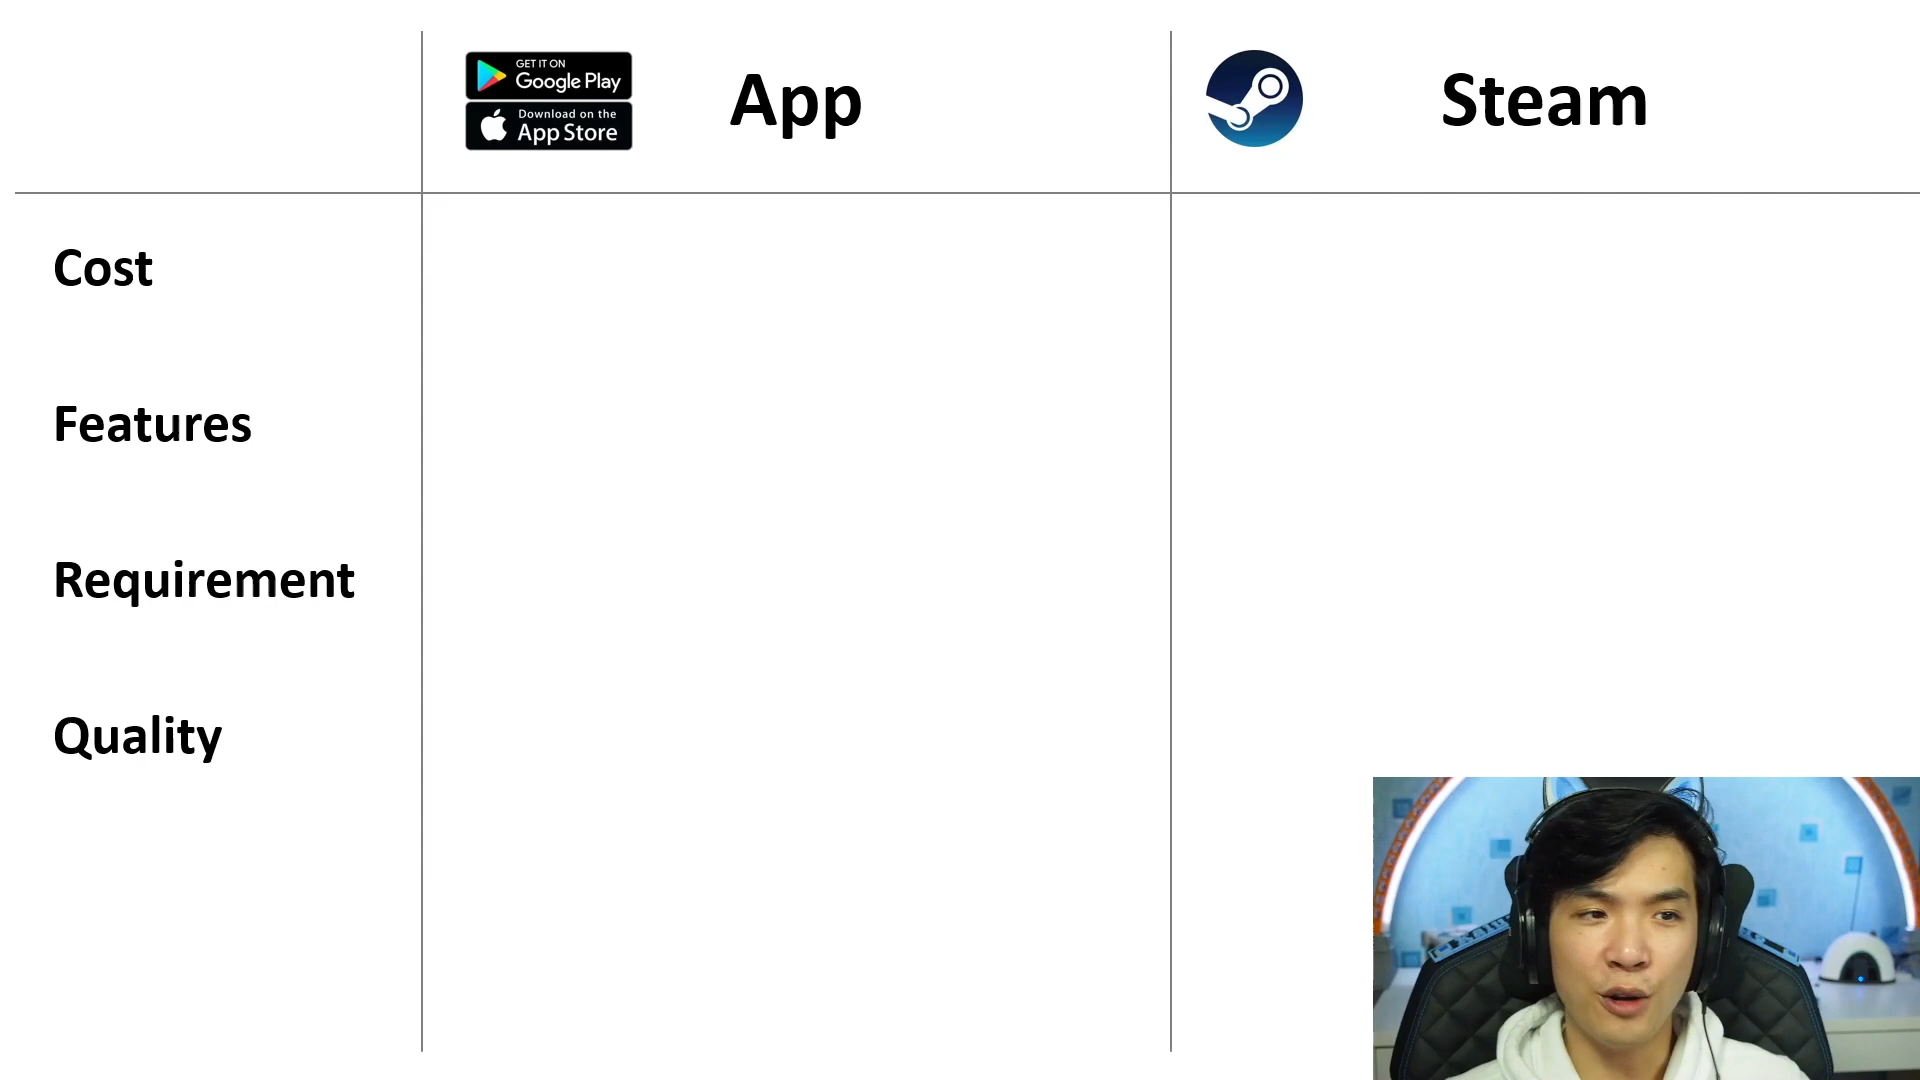 GET IT ON
Google Play
Download on the
App Store
App
Steam
Cost
Features
Requirement
Quality